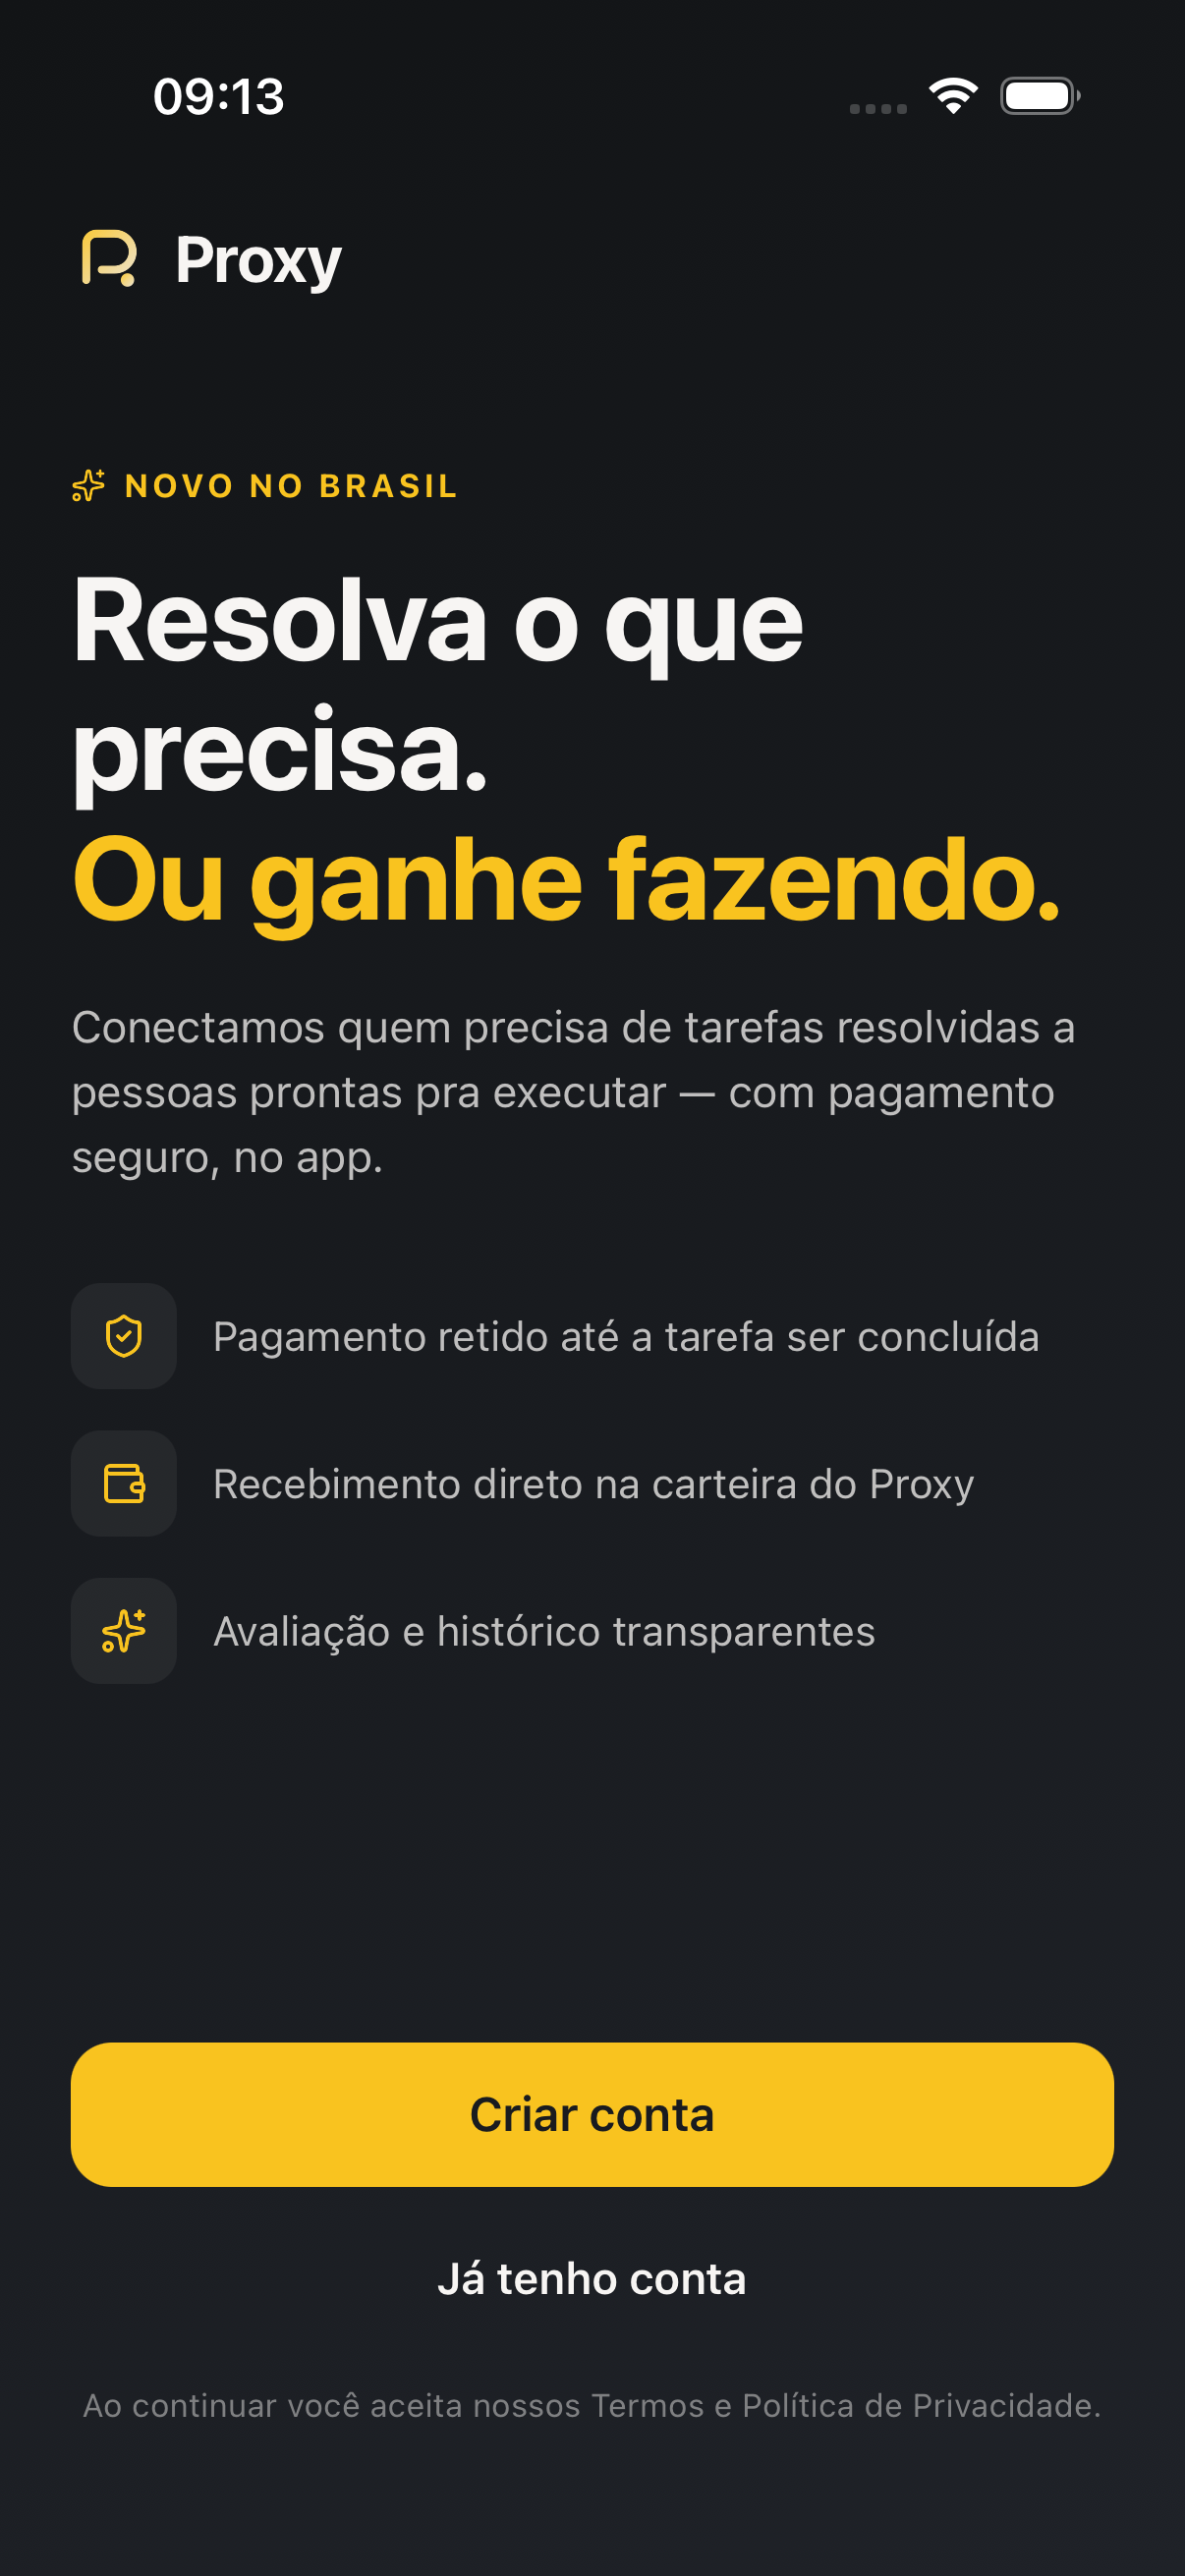 09:13
Proxy
NOVO NO BRASIL
Resolva o que
precisa.
Ou ganhe fazendo.
Conectamos quem precisa de tarefas resolvidas a
pessoas prontas pra executar — com pagamento
seguro, no app.
Pagamento retido até a tarefa ser concluída
Recebimento direto na carteira do Proxy
Avaliação e histórico transparentes
Criar conta
Já tenho conta
Ao continuar você aceita nossos Termos e Política de Privacidade.